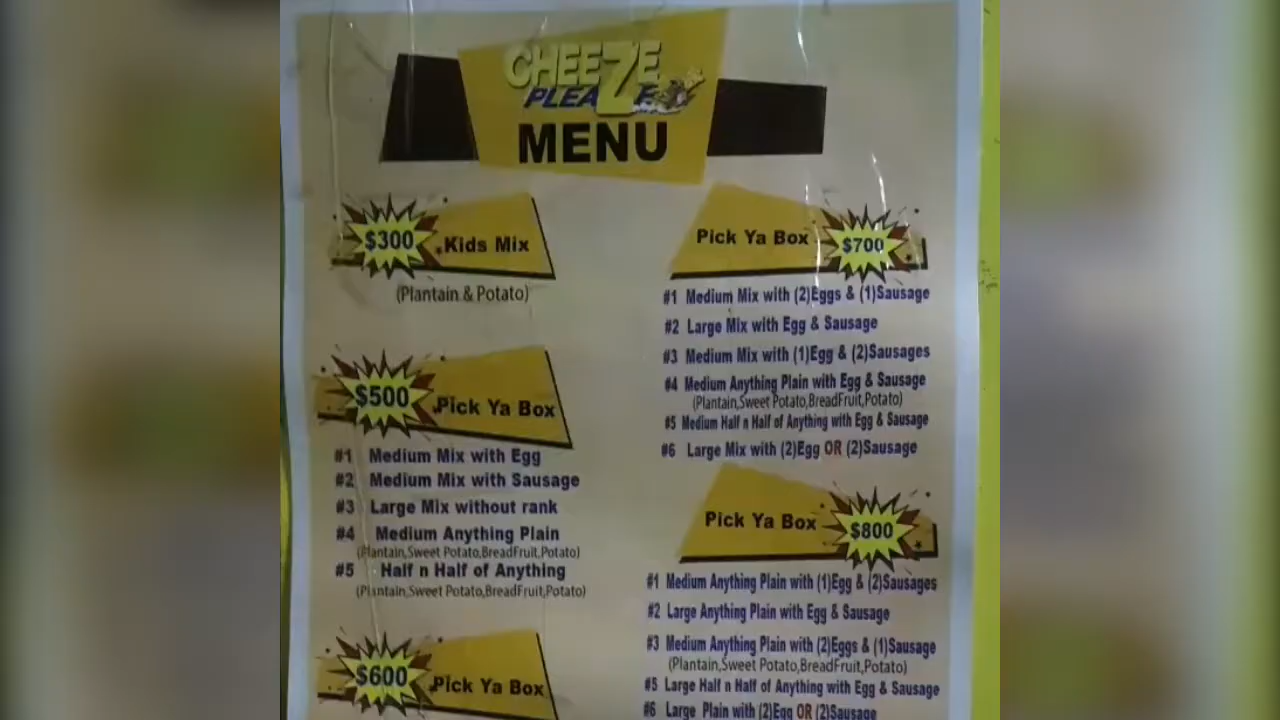 CHEEZE
PLEAZE
MENU
$300 Kids Mix
(Plantain & Potato)
$500 Pick Ya Box
#1 Medium Mix with Egg
#2 Medium Mix with Sausage
#3 Large Mix without rank
#4 Medium Anything Plain
(Plantain,Sweet Potato,BreadFruit,Potato)
#5 Half n Half of Anything
(Plantain,Sweet Potato,BreadFruit,Potato)
$600 Pick Ya Box
Pick Ya Box $700
#1 Medium Mix with (2)Eggs & (1)Sausage
#2 Large Mix with Egg & Sausage
#3 Medium Mix with (1)Egg & (2)Sausages
#4 Medium Anything Plain with Egg & Sausage
(Plantain,Sweet Potato,BreadFruit,Potato)
#5 Medium Half n Half of Anything with Egg & Sausage
#6 Large Mix with (2)Egg OR (2)Sausage
Pick Ya Box $800
#1 Medium Anything Plain with (1)Egg & (2)Sausages
#2 Large Anything Plain with Egg & Sausage
#3 Medium Anything Plain with (2)Eggs & (1)Sausage
(Plantain,Sweet Potato,BreadFruit,Potato)
#5 Large Half n Half of Anything with Egg & Sausage
#6 Large Plain with (2)Egg OR (2)Sausage